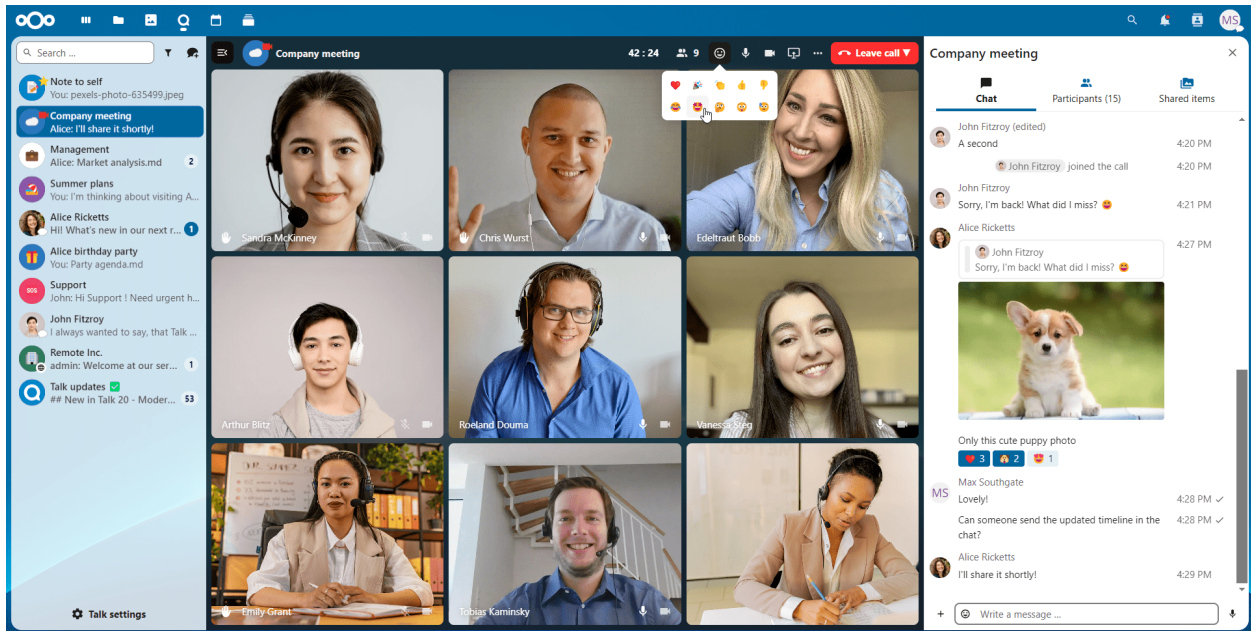 MS
Search ...
Note to self
You: pexels-photo-635499.jpeg
Company meeting
Alice: I'll share it shortly!
Management
Alice: Market analysis.md
2
Summer plans
You: I'm thinking about visiting A...
Alice Ricketts
Hi! What's new in our next r...
1
Alice birthday party
You: Party agenda.md
SOS
Support
John: Hi Support ! Need urgent h...
John Fitzroy
I always wanted to say, that Talk ...
Remote Inc.
admin: Welcome at our ser...
1
Talk updates ✅
## New in Talk 20 - Moder...
53
Talk settings
Company meeting
42 : 24
9
Leave call
Sandra McKinney
Chris Wurst
Edeltraut Bobb
Arthur Blitz
Roeland Douma
Vanessa Steg
Emily Grant
Tobias Kaminsky
Company meeting
Chat
Participants (15)
Shared items
John Fitzroy (edited)
A second
4:20 PM
John Fitzroy joined the call
4:20 PM
John Fitzroy
Sorry, I'm back! What did I miss? 😄
4:21 PM
Alice Ricketts
John Fitzroy
4:27 PM
Sorry, I'm back! What did I miss? 😄
Only this cute puppy photo
3
2
1
MS
Max Southgate
Lovely!
4:28 PM
Can someone send the updated timeline in the
4:28 PM
chat?
Alice Ricketts
I'll share it shortly!
4:29 PM
Write a message ...